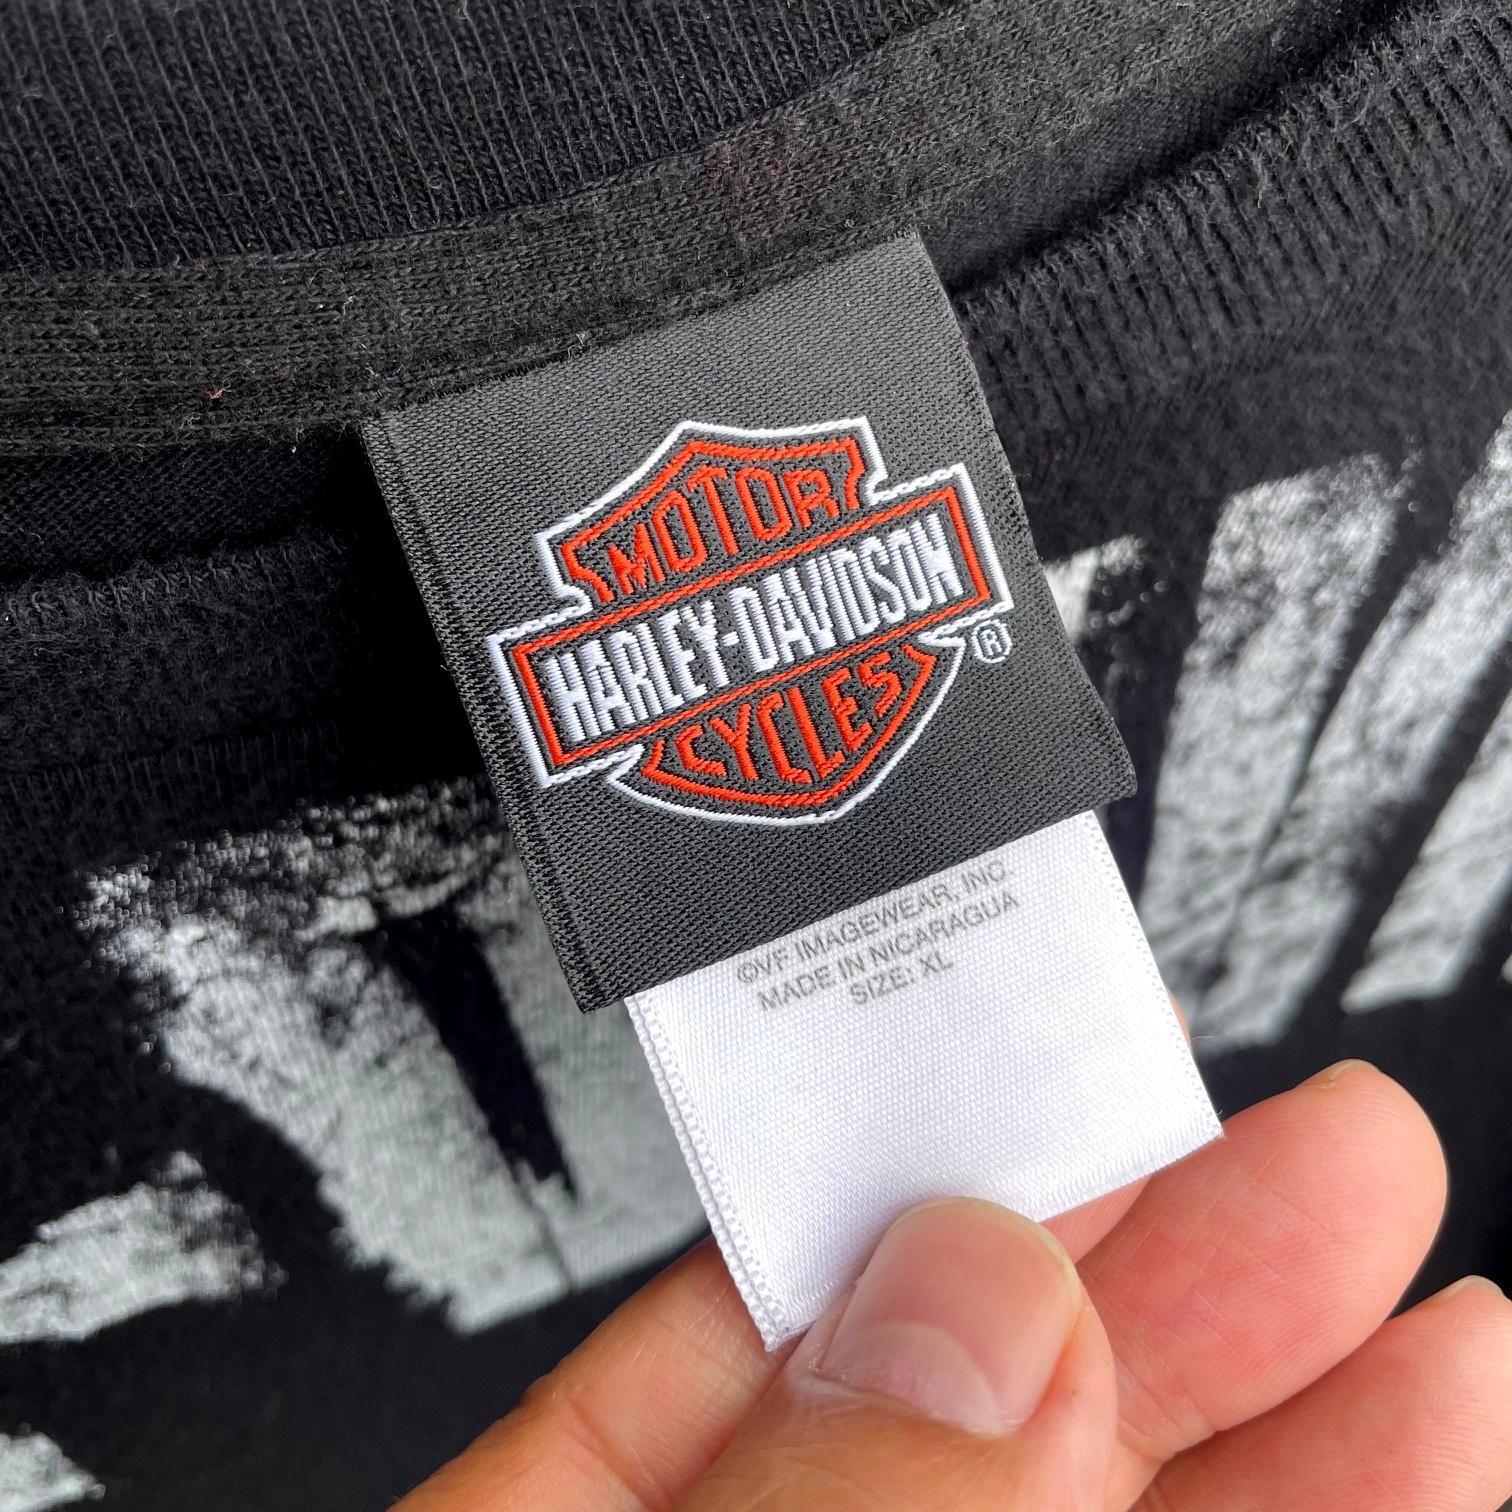 MOTOR
HARLEY-DAVIDSON
CYCLES
®
©VF IMAGEWEAR, INC.
MADE IN NICARAGUA
SIZE: XL